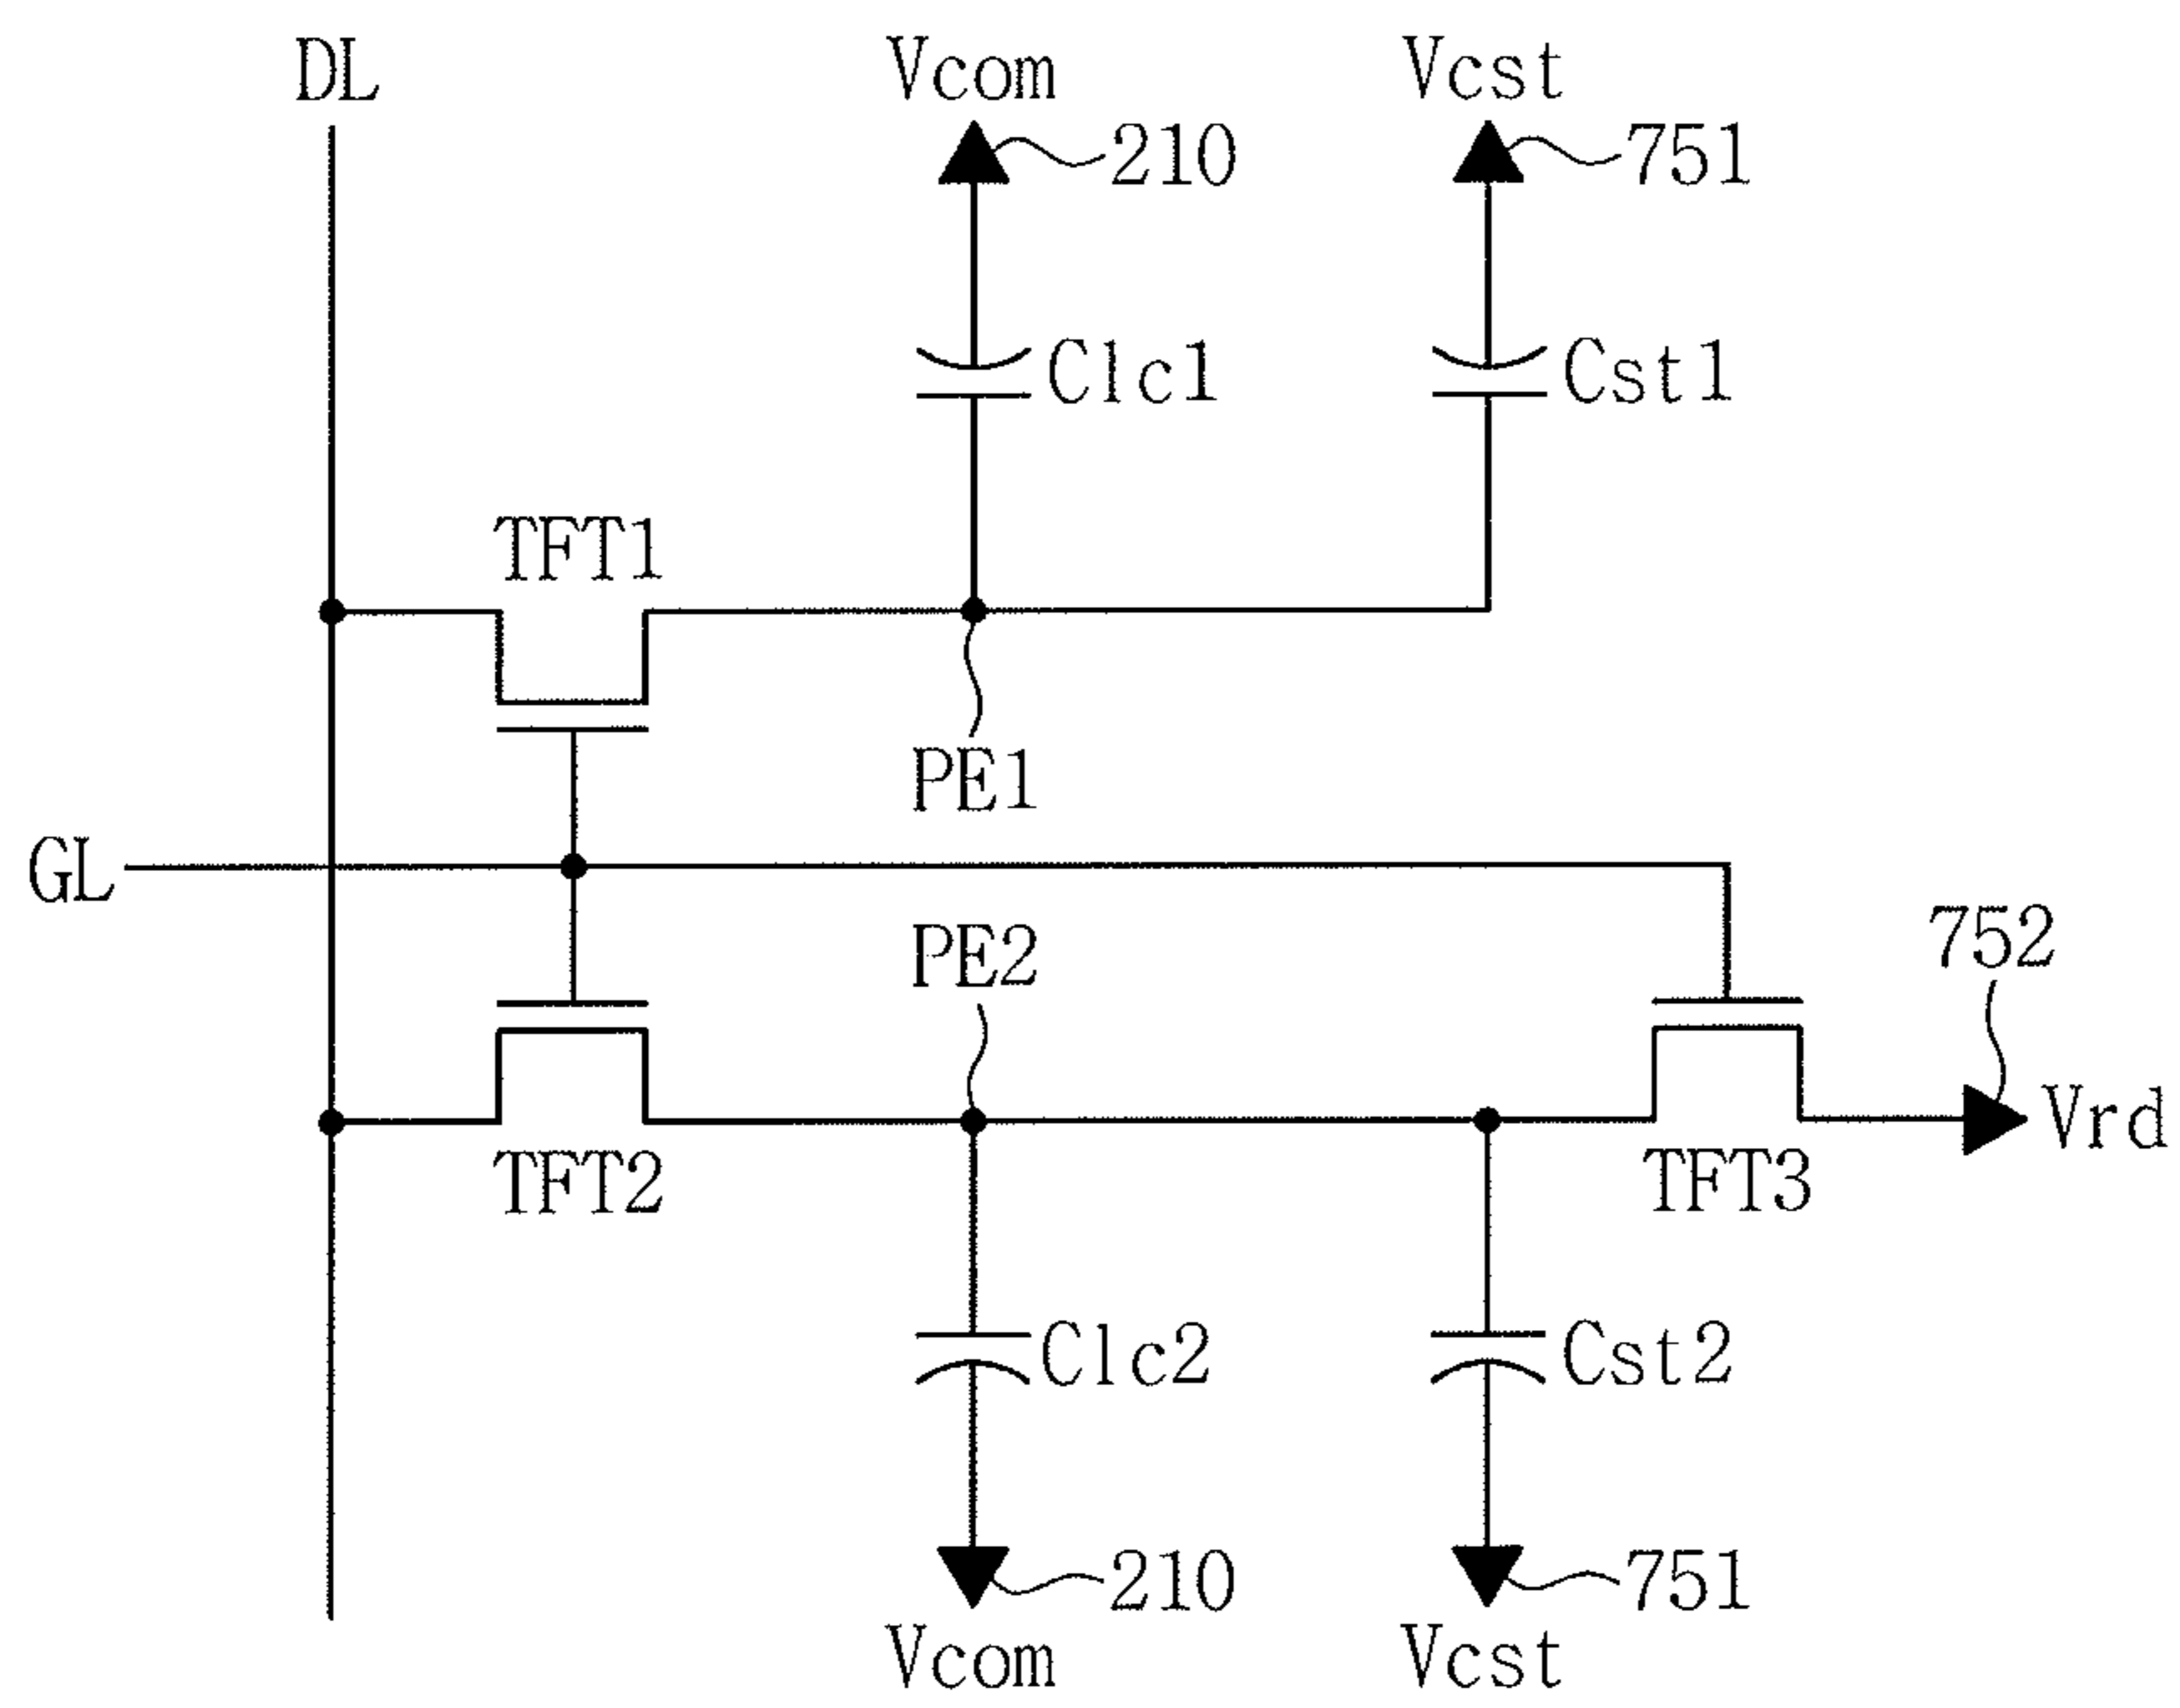 DL
Vcom
Vcst
210
751
Clc1
Cst1
TFT1
PE1
GL
PE2
752
Vrd
TFT2
TFT3
Clc2
Cst2
210
751
Vcom
Vcst